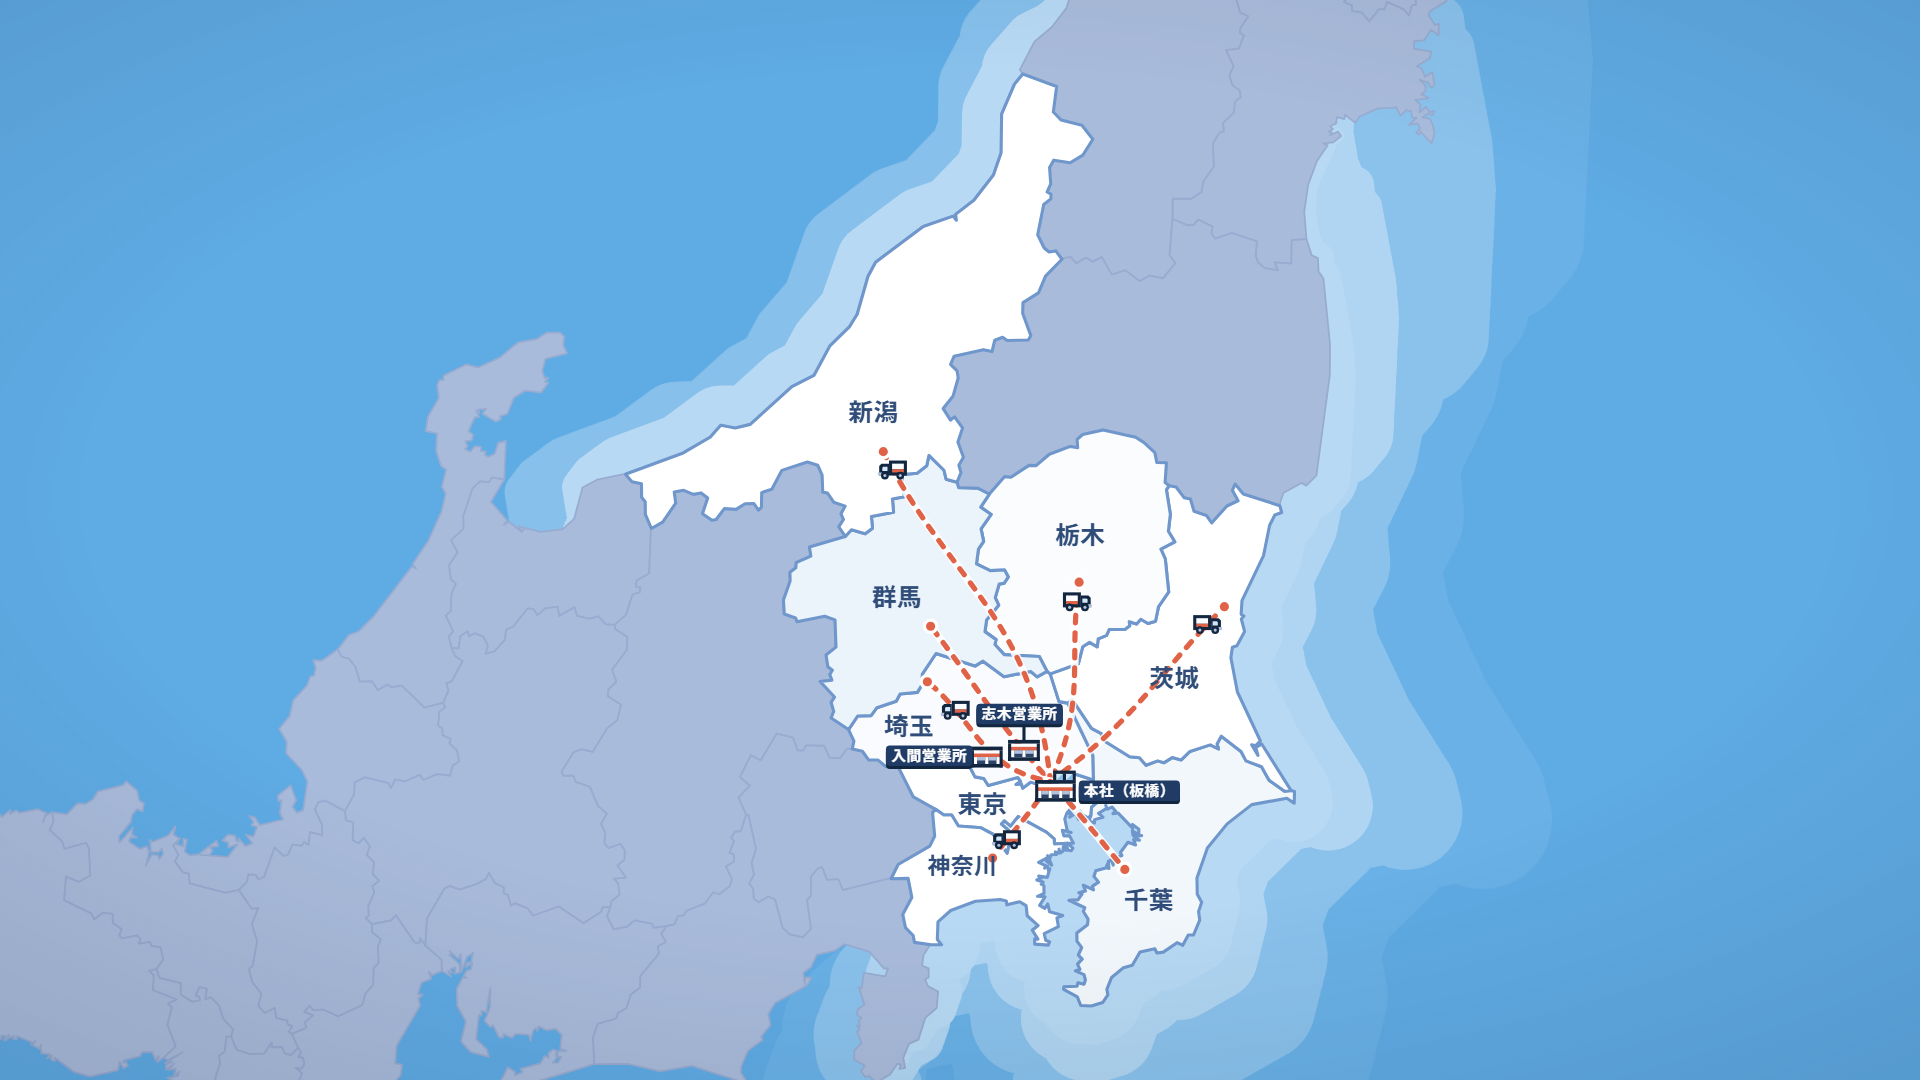 新潟
栃木
群馬
茨城
志木営業所
埼玉
入間営業所
本社（板橋）
東京
神奈川
千葉